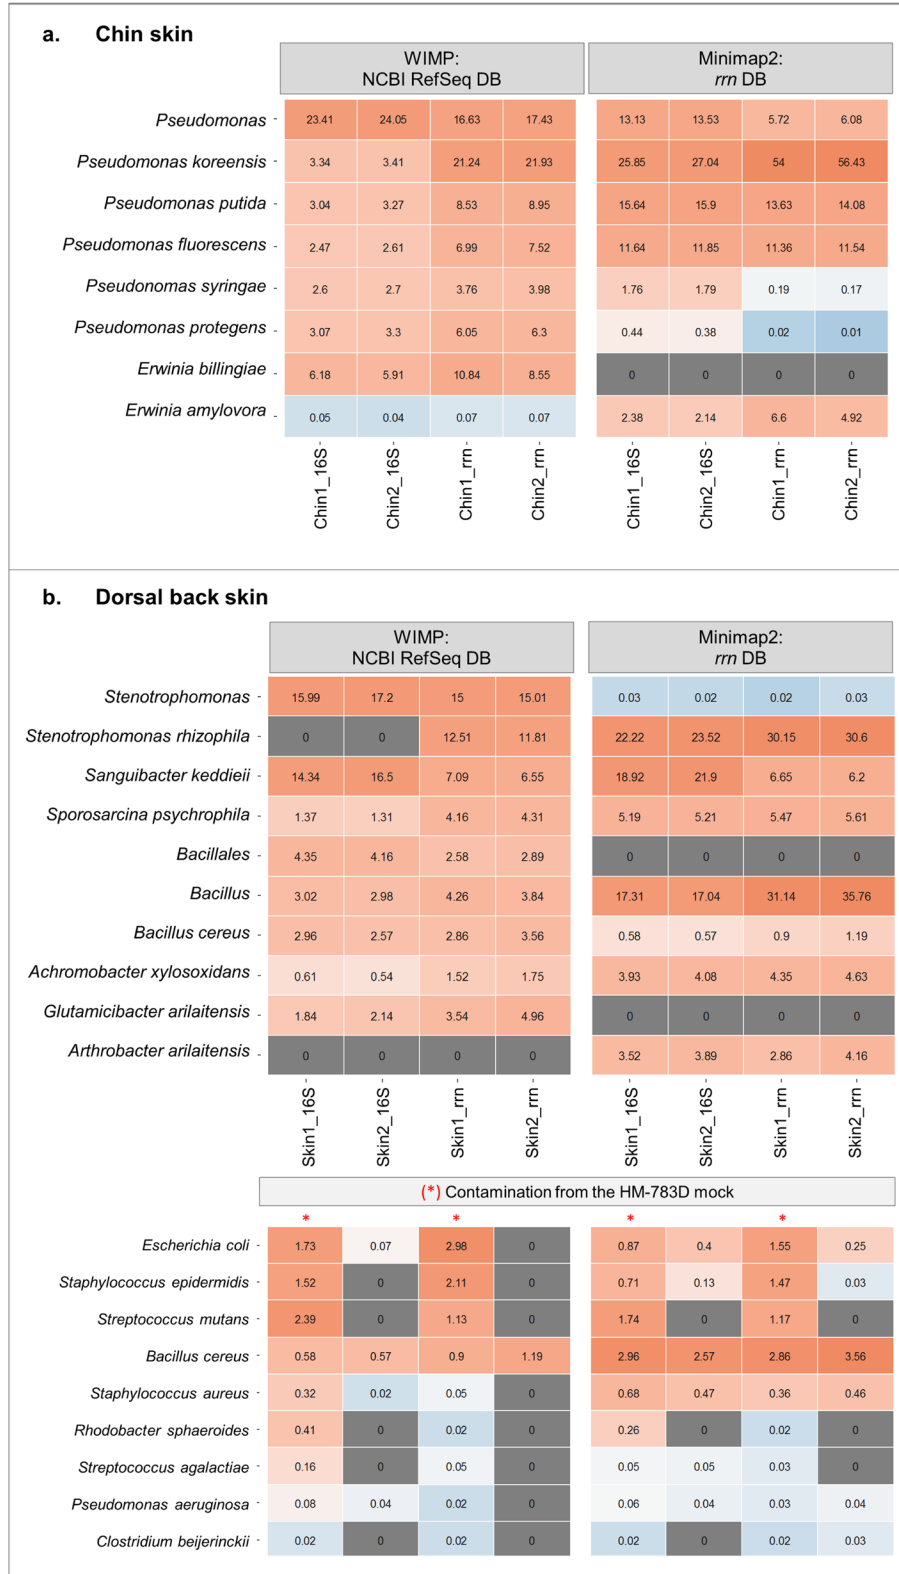 a. Chin skin
WIMP:
NCBI RefSeq DB
Minimap2:
rrn DB
Pseudomonas 23.41 24.05 16.63 17.43 13.13 13.53 5.72 6.08
Pseudomonas koreensis 3.34 3.41 21.24 21.93 25.85 27.04 54 56.43
Pseudomonas putida 3.04 3.27 8.53 8.95 15.64 15.9 13.63 14.08
Pseudomonas fluorescens 2.47 2.61 6.99 7.52 11.64 11.85 11.36 11.54
Pseudonomas syringae 2.6 2.7 3.76 3.98 1.76 1.79 0.19 0.17
Pseudomonas protegens 3.07 3.3 6.05 6.3 0.44 0.38 0.02 0.01
Erwinia billingiae 6.18 5.91 10.84 8.55 0 0 0 0
Erwinia amylovora 0.05 0.04 0.07 0.07 2.38 2.14 6.6 4.92
Chin1_16S Chin2_16S Chin1_rrn Chin2_rrn Chin1_16S Chin2_16S Chin1_rrn Chin2_rrn
b. Dorsal back skin
WIMP:
NCBI RefSeq DB
Minimap2:
rrn DB
Stenotrophomonas 15.99 17.2 15 15.01 0.03 0.02 0.02 0.03
Stenotrophomonas rhizophila 0 0 12.51 11.81 22.22 23.52 30.15 30.6
Sanguibacter keddieii 14.34 16.5 7.09 6.55 18.92 21.9 6.65 6.2
Sporosarcina psychrophila 1.37 1.31 4.16 4.31 5.19 5.21 5.47 5.61
Bacillales 4.35 4.16 2.58 2.89 0 0 0 0
Bacillus 3.02 2.98 4.26 3.84 17.31 17.04 31.14 35.76
Bacillus cereus 2.96 2.57 2.86 3.56 0.58 0.57 0.9 1.19
Achromobacter xylosoxidans 0.61 0.54 1.52 1.75 3.93 4.08 4.35 4.63
Glutamicibacter arilaitensis 1.84 2.14 3.54 4.96 0 0 0 0
Arthrobacter arilaitensis 0 0 0 0 3.52 3.89 2.86 4.16
Skin1_16S Skin2_16S Skin1_rrn Skin2_rrn Skin1_16S Skin2_16S Skin1_rrn Skin2_rrn
(*) Contamination from the HM-783D mock
* * * *
Escherichia coli 1.73 0.07 2.98 0 0.87 0.4 1.55 0.25
Staphylococcus epidermidis 1.52 0 2.11 0 0.71 0.13 1.47 0.03
Streptococcus mutans 2.39 0 1.13 0 1.74 0 1.17 0
Bacillus cereus 0.58 0.57 0.9 1.19 2.96 2.57 2.86 3.56
Staphylococcus aureus 0.32 0.02 0.05 0 0.68 0.47 0.36 0.46
Rhodobacter sphaeroides 0.41 0 0.02 0 0.26 0 0.02 0
Streptococcus agalactiae 0.16 0 0.05 0 0.05 0.05 0.03 0
Pseudomonas aeruginosa 0.08 0.04 0.02 0 0.06 0.04 0.03 0.04
Clostridium beijerinckii 0.02 0 0.02 0 0.02 0 0.02 0.03